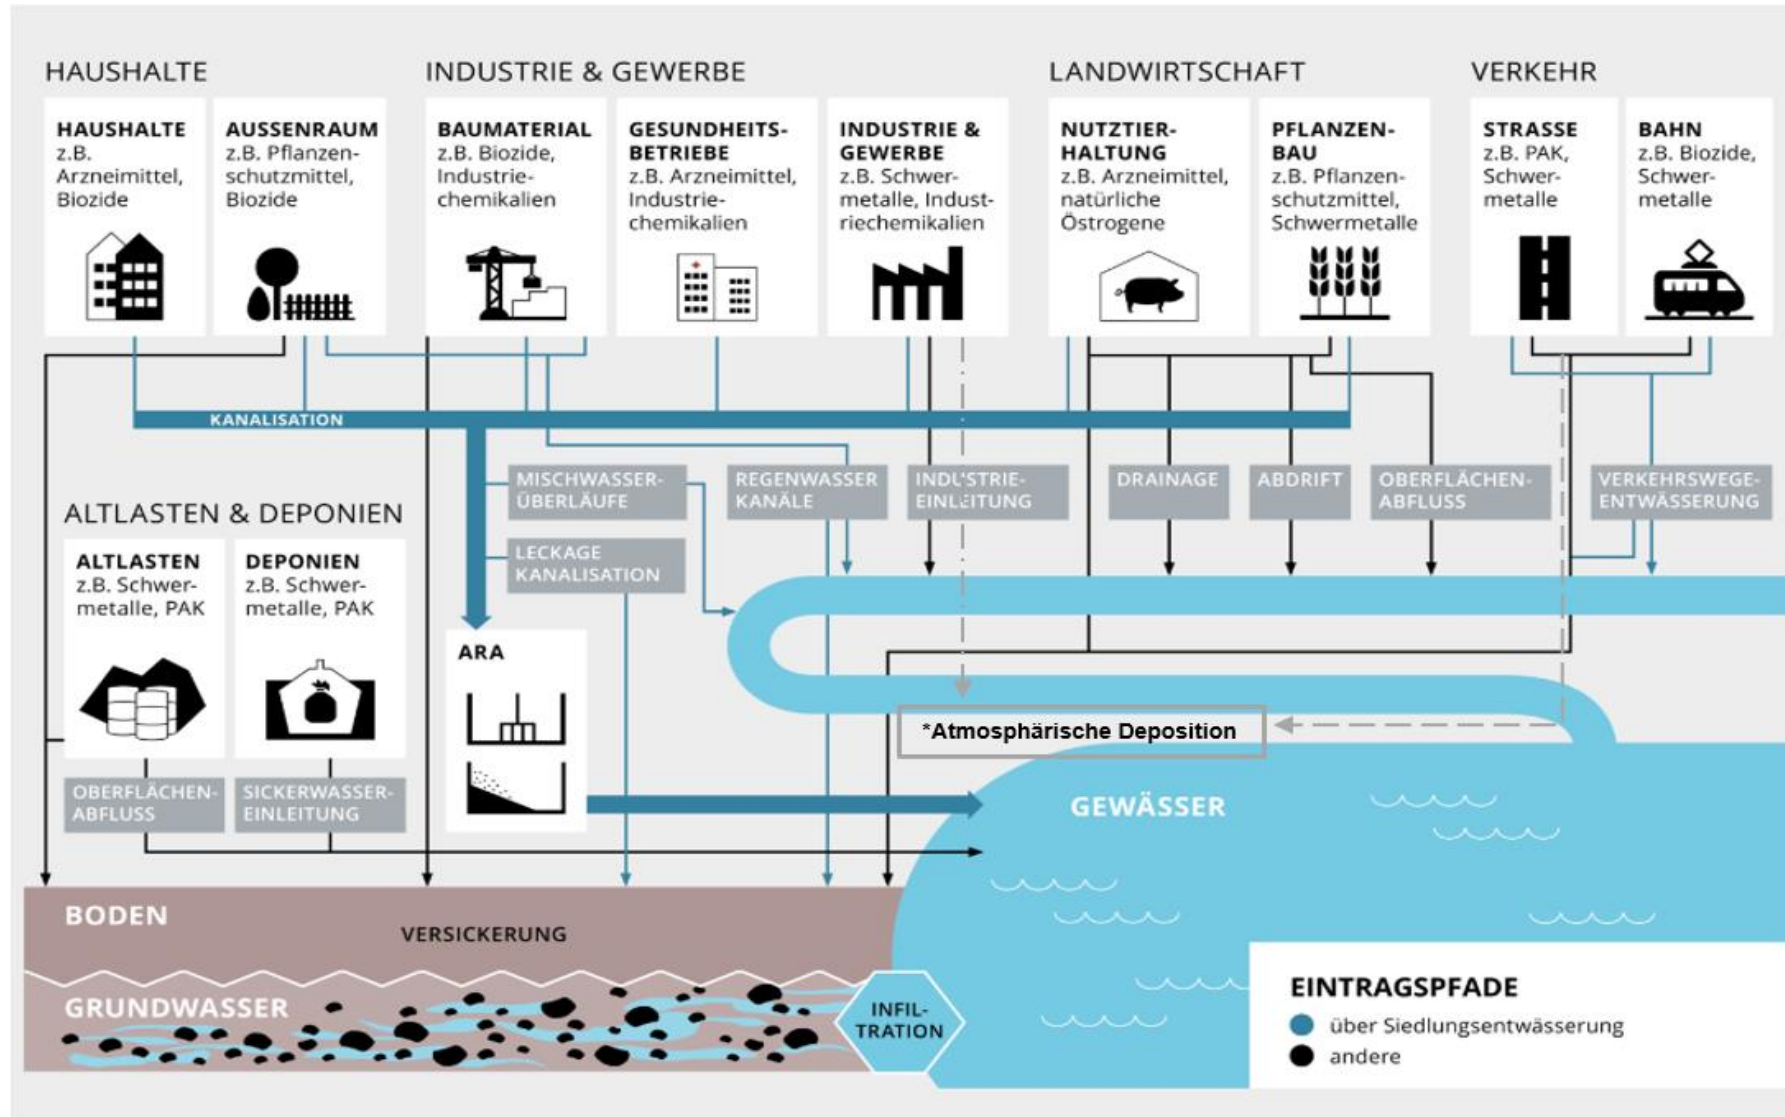 HAUSHALTE
HAUSHALTE
z.B.
Arzneimittel,
Biozide
AUSSENRAUM
z.B. Pflanzen-
schutzmittel,
Biozide
INDUSTRIE & GEWERBE
BAUMATERIAL
z.B. Biozide,
Industrie-
chemikalien
GESUNDHEITS-
BETRIEBE
z.B. Arzneimittel,
Industrie-
chemikalien
INDUSTRIE &
GEWERBE
z.B. Schwer-
metalle, Indust-
riechemikalien
LANDWIRTSCHAFT
NUTZTIER-
HALTUNG
z.B. Arzneimittel,
natürliche
Östrogene
PFLANZEN-
BAU
z.B. Pflanzen-
schutzmittel,
Schwermetalle
VERKEHR
STRASSE
z.B. PAK,
Schwer-
metalle
BAHN
z.B. Biozide,
Schwer-
metalle
KANALISATION
MISCHWASSER-
ÜBERLÄUFE
REGENWASSER
KANÄLE
INDUSTRIE-
EINLEITUNG
DRAINAGE
ABDRIFT
OBERFLÄCHEN-
ABFLUSS
VERKEHRSWEGE-
ENTWÄSSERUNG
LECKAGE
KANALISATION
ALTLASTEN & DEPONIEN
ALTLASTEN
z.B. Schwer-
metalle, PAK
DEPONIEN
z.B. Schwer-
metalle, PAK
OBERFLÄCHEN-
ABFLUSS
SICKERWASSER-
EINLEITUNG
ARA
*Atmosphärische Deposition
GEWÄSSER
BODEN
VERSICKERUNG
GRUNDWASSER
INFIL-
TRATION
EINTRAGSPFADE
über Siedlungsentwässerung
andere